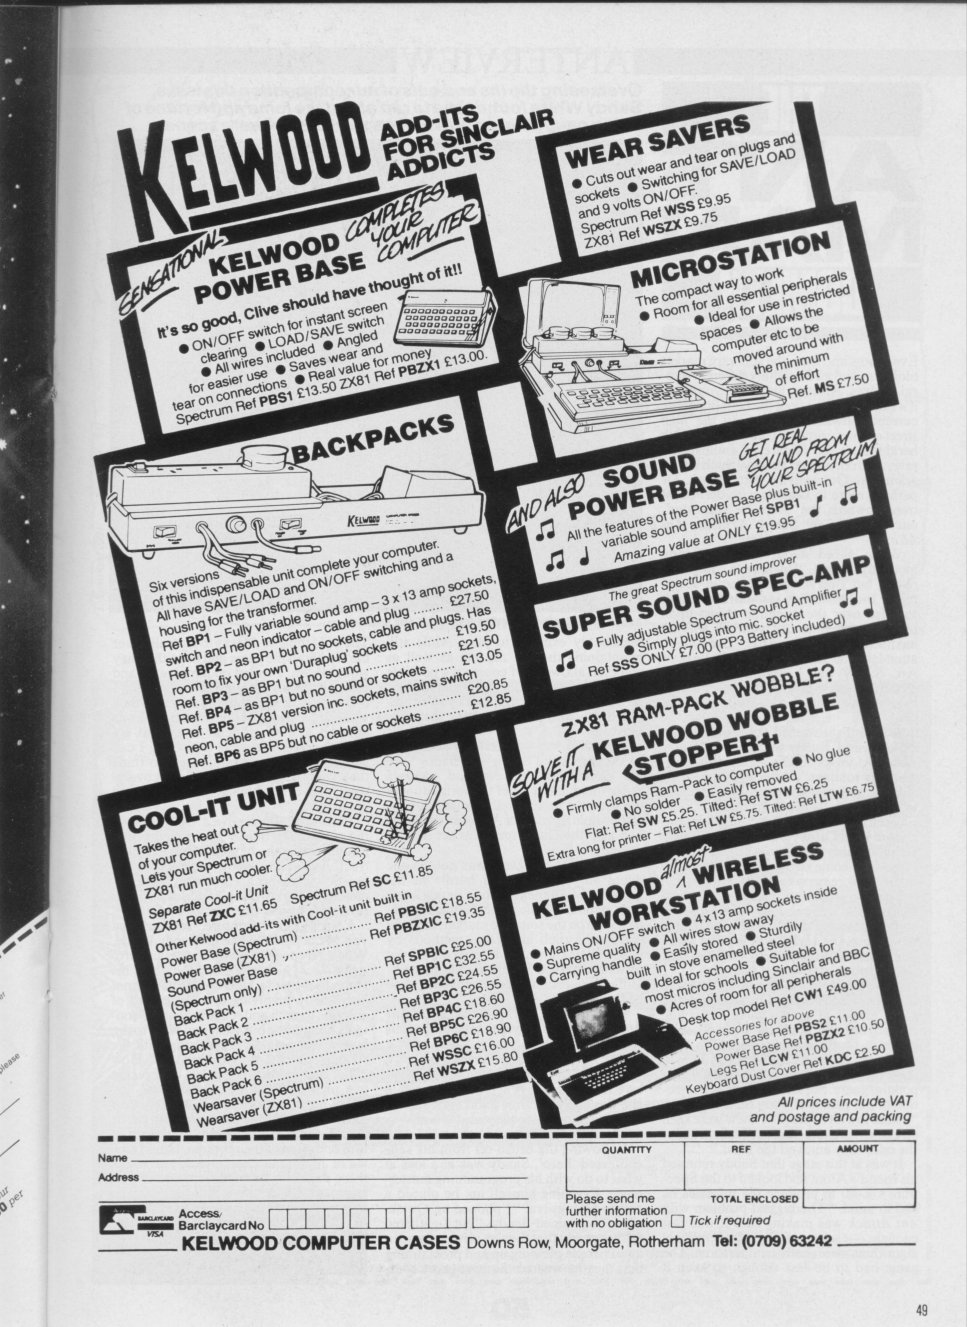 KELWOOD
ADD-ITS
FOR SINCLAIR
ADDICTS
SENSATIONAL
KELWOOD
POWER BASE
COMPLETES
YOUR
COMPUTER
It's so good, Clive should have thought of it!!
● ON/OFF switch for instant screen
clearing ● LOAD/SAVE switch
● All wires included ● Angled
for easier use ● Saves wear and
tear on connections ● Real value for money
Spectrum Ref PBS1 £13.50 ZX81 Ref PBZX1 £13.00.
WEAR SAVERS
● Cuts out wear and tear on plugs and
sockets ● Switching for SAVE/LOAD
and 9 volts ON/OFF.
Spectrum Ref WSS £9.95
ZX81 Ref WSZX £9.75
MICROSTATION
The compact way to work
● Room for all essential peripherals
● Ideal for use in restricted
spaces ● Allows the
computer etc to be
moved around with
the minimum
of effort
Ref. MS £7.50
BACKPACKS
KELWOOD
Six versions
of this indispensable unit complete your computer.
All have SAVE/LOAD and ON/OFF switching and a
housing for the transformer.
Ref BP1 – Fully variable sound amp – 3 x 13 amp sockets,
switch and neon indicator – cable and plug ........ £27.50
Ref. BP2 – as BP1 but no sockets, cable and plugs. Has
room to fix your own 'Duraplug' sockets .......... £19.50
Ref. BP3 – as BP1 but no sound .................... £21.50
Ref. BP4 – as BP1 but no sound or sockets ...... £13.05
Ref. BP5 – ZX81 version inc. sockets, mains switch
neon, cable and plug .................................. £20.85
Ref. BP6 as BP5 but no cable or sockets .......... £12.85
AND ALSO SOUND
POWER BASE
GET REAL
SOUND FROM
YOUR SPECTRUM
All the features of the Power Base plus built-in
variable sound amplifier Ref SPB1
Amazing value at ONLY £19.95
The great Spectrum sound improver
SUPER SOUND SPEC-AMP
● Fully adjustable Spectrum Sound Amplifier
● Simply plugs into mic. socket
Ref SSS ONLY £7.00 (PP3 Battery included)
ZX81 RAM-PACK WOBBLE?
SOLVE IT
WITH A
KELWOOD WOBBLE
STOPPER
● Firmly clamps Ram-Pack to computer ● No glue
● No solder ● Easily removed
Flat: Ref SW £5.25. Tilted: Ref STW £6.25
Extra long for printer – Flat: Ref LW £5.75. Tilted: Ref LTW £6.75
COOL-IT UNIT
Takes the heat out
of your computer.
Lets your Spectrum or
ZX81 run much cooler.
Separate Cool-it Unit
ZX81 Ref ZXC £11.65 Spectrum Ref SC £11.85
Other Kelwood add-its with Cool-it unit built in
Power Base (Spectrum) .................. Ref PBSIC £18.55
Power Base (ZX81) .................. Ref PBZXIC £19.35
Sound Power Base
(Spectrum only) .................. Ref SPBIC £25.00
Back Pack 1 .................. Ref BP1C £32.55
Back Pack 2 .................. Ref BP2C £24.55
Back Pack 3 .................. Ref BP3C £26.55
Back Pack 4 .................. Ref BP4C £18.60
Back Pack 5 .................. Ref BP5C £26.90
Back Pack 6 .................. Ref BP6C £18.90
Wearsaver (Spectrum) .................. Ref WSSC £16.00
Wearsaver (ZX81) .................. Ref WSZX £15.80
KELWOOD almost WIRELESS
WORKSTATION
● Mains ON/OFF switch ● 4x13 amp sockets inside
● Supreme quality ● All wires stow away
● Carrying handle ● Easily stored ● Sturdily
built in stove enamelled steel
● Ideal for schools ● Suitable for
most micros including Sinclair and BBC
● Acres of room for all peripherals
Desk top model Ref CW1 £49.00
Accessories for above
Power Base Ref PBS2 £11.00
Power Base Ref PBZX2 £10.50
Legs Ref LCW £11.00
Keyboard Dust Cover Ref KDC £2.50
All prices include VAT
and postage and packing
Name
Address
QUANTITY REF AMOUNT
TOTAL ENCLOSED
Please send me
further information
with no obligation Tick if required
BARCLAYCARD
VISA
Access/
Barclaycard No
KELWOOD COMPUTER CASES Downs Row, Moorgate, Rotherham Tel: (0709) 63242
49